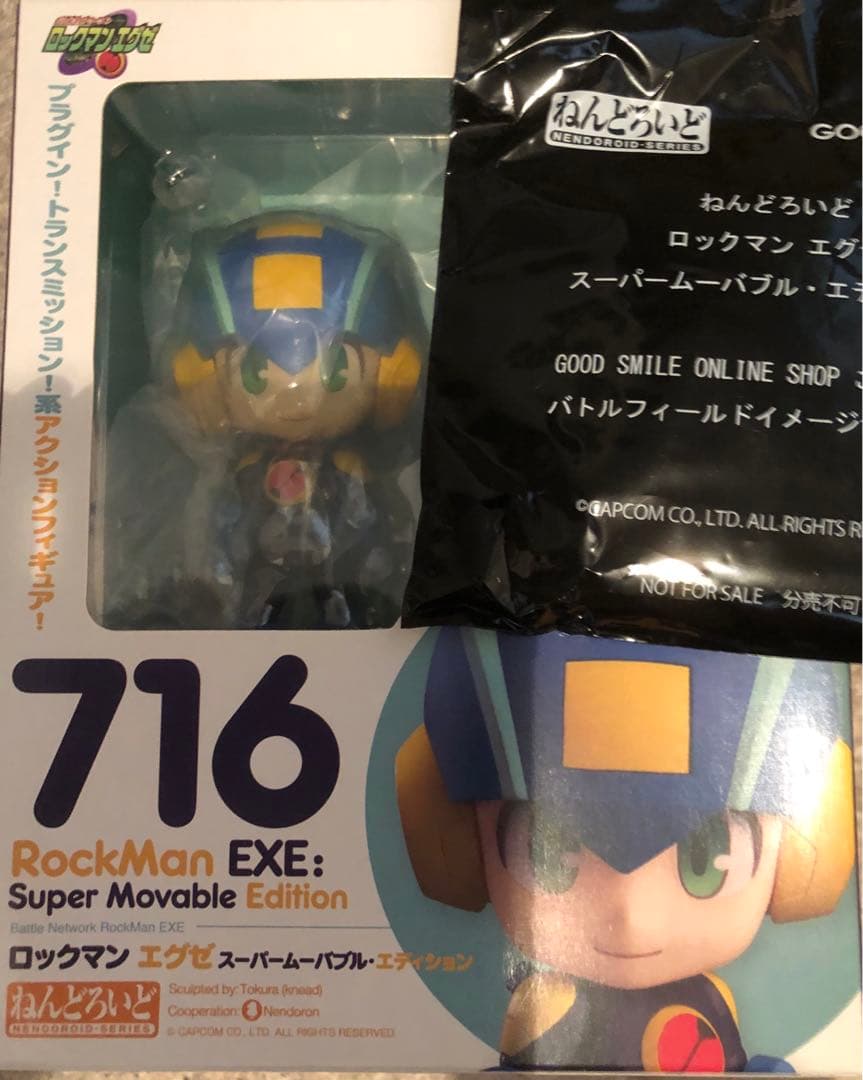 ロックマンエグゼ
プラグイン!トランスミッション!系アクションフィギュア!
ねんどろいど
NENDOROID-SERIES
GO
ねんどろいど
ロックマン エグ
スーパームーバブル・エデ
GOOD SMILE ONLINE SHOP
バトルフィールドイメージ
©CAPCOM CO., LTD. ALL RIGHTS R
NOT FOR SALE 分売不可
716
RockMan EXE:
Super Movable Edition
Battle Network RockMan EXE
ロックマン エグゼ スーパームーバブル・エディション
ねんどろいど
NENDOROID-SERIES
Sculpted by: Tokura (knead)
Cooperation: Nendoron
© CAPCOM CO., LTD. ALL RIGHTS RESERVED.